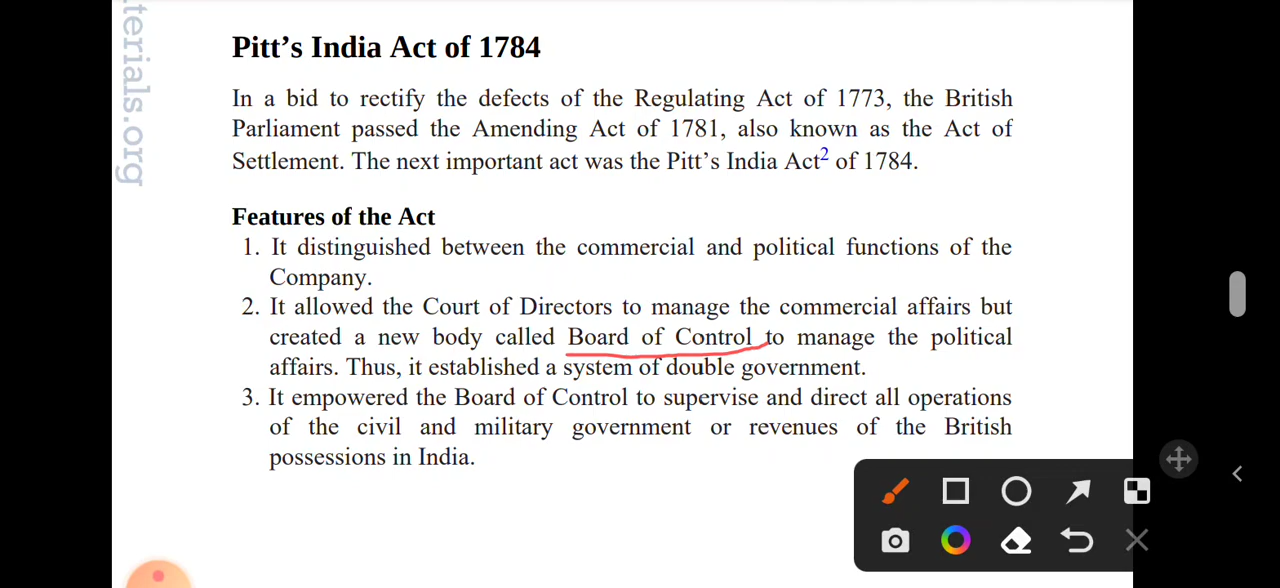 terials.org
Pitt’s India Act of 1784
In a bid to rectify the defects of the Regulating Act of 1773, the British
Parliament passed the Amending Act of 1781, also known as the Act of
Settlement. The next important act was the Pitt’s India Act2 of 1784.
Features of the Act
1. It distinguished between the commercial and political functions of the
Company.
2. It allowed the Court of Directors to manage the commercial affairs but
created a new body called Board of Control to manage the political
affairs. Thus, it established a system of double government.
3. It empowered the Board of Control to supervise and direct all operations
of the civil and military government or revenues of the British
possessions in India.